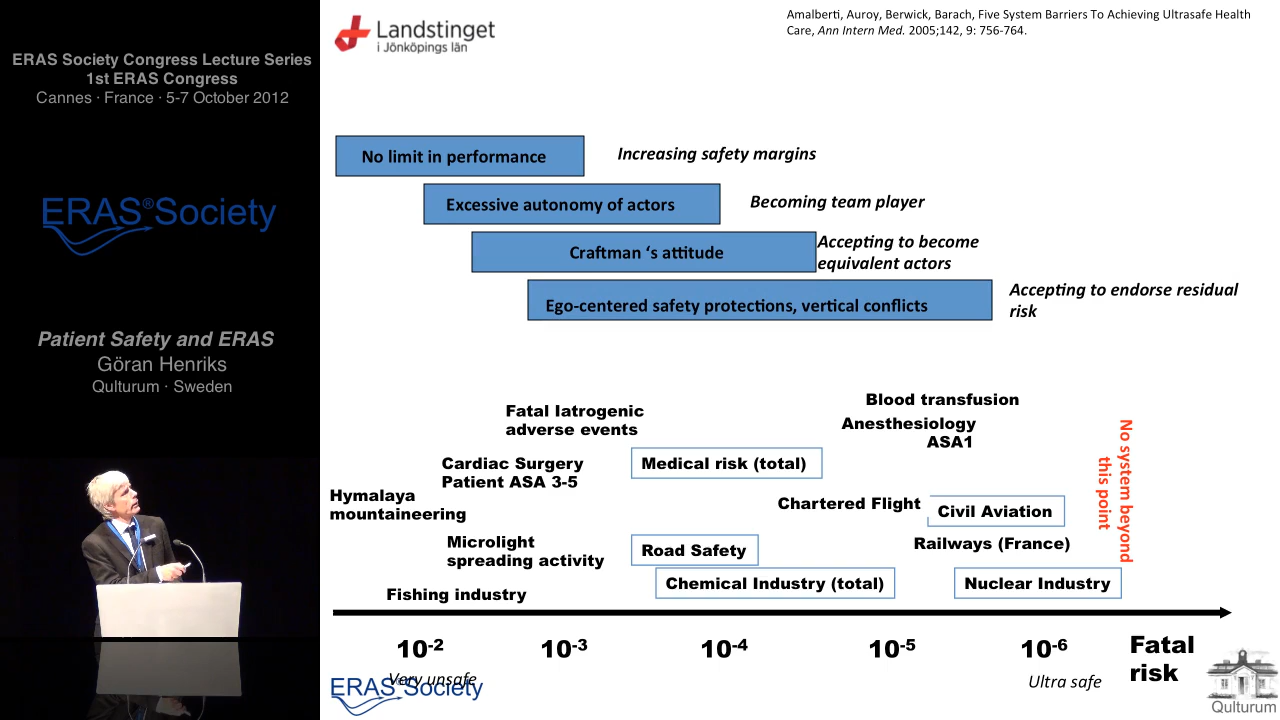 ERAS Society Congress Lecture Series
1st ERAS Congress
Cannes · France · 5-7 October 2012
ERAS®Society
Patient Safety and ERAS
Göran Henriks
Qulturum · Sweden
Landstinget
i Jönköpings län
Amalberti, Auroy, Berwick, Barach, Five System Barriers To Achieving Ultrasafe Health
Care, Ann Intern Med. 2005;142, 9: 756-764.
No limit in performance
Increasing safety margins
Excessive autonomy of actors
Becoming team player
Craftman ‘s attitude
Accepting to become
equivalent actors
Ego-centered safety protections, vertical conflicts
Accepting to endorse residual
risk
Blood transfusion
Fatal Iatrogenic
adverse events
Anesthesiology
ASA1
Cardiac Surgery
Patient ASA 3-5
Medical risk (total)
No system beyond
this point
Hymalaya
mountaineering
Chartered Flight
Civil Aviation
Microlight
spreading activity
Road Safety
Railways (France)
Chemical Industry (total)
Nuclear Industry
Fishing industry
10-2
10-3
10-4
10-5
10-6
Fatal
risk
Very unsafe
Ultra safe
ERAS Society
Qulturum